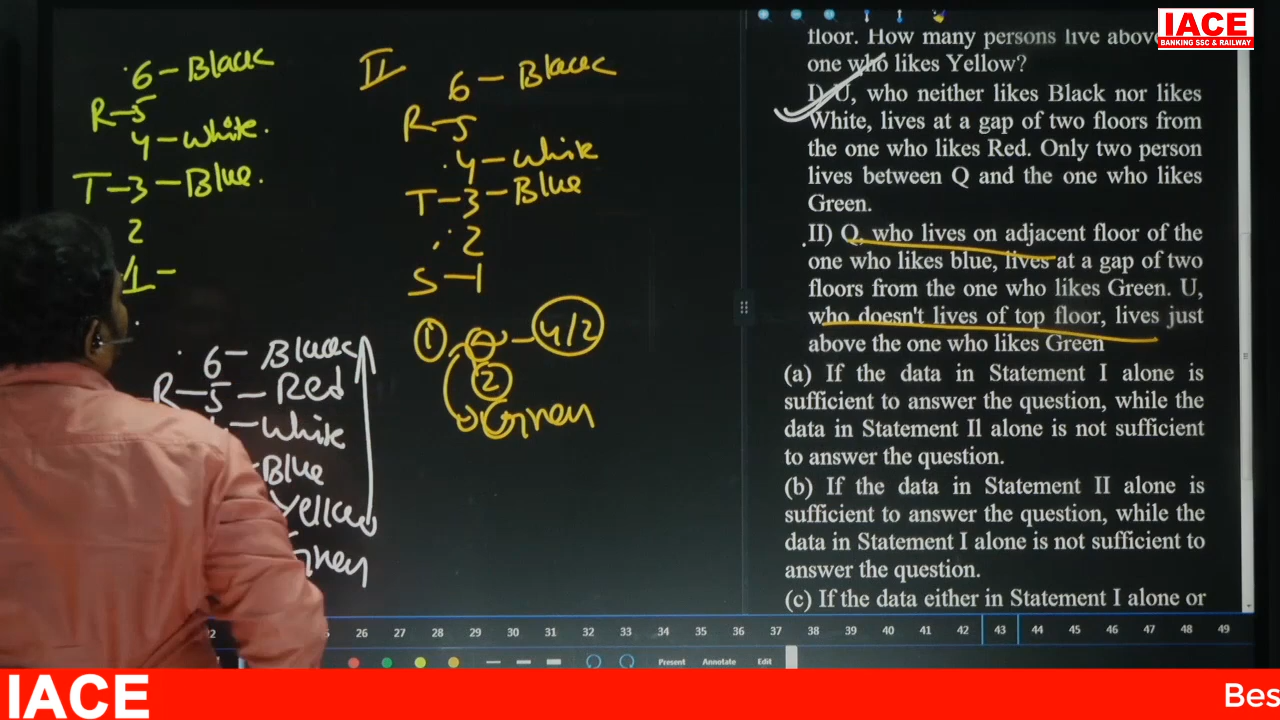 6 - Black
R - 5
4 - White.
T - 3 - Blue.
2
1 -
6 - Black
R - 5 - Red
- White
Blue
Yellow
Green
II
6 - Black
R - 5
4 - White
T - 3 - Blue
2
S - 1
1
4/2
2
Green
IACE
BANKING SSC & RAILWAY
floor. How many persons live above
one who likes Yellow?
I) U, who neither likes Black nor likes
White, lives at a gap of two floors from
the one who likes Red. Only two person
lives between Q and the one who likes
Green.
II) Q, who lives on adjacent floor of the
one who likes blue, lives at a gap of two
floors from the one who likes Green. U,
who doesn't lives of top floor, lives just
above the one who likes Green
(a) If the data in Statement I alone is
sufficient to answer the question, while the
data in Statement Il alone is not sufficient
to answer the question.
(b) If the data in Statement II alone is
sufficient to answer the question, while the
data in Statement I alone is not sufficient to
answer the question.
(c) If the data either in Statement I alone or
26 27 28 29 30 31 32 33 34 35 36 37 38 39 40 41 42 43 44 45 46 47 48 49
Present Annotate Edit
IACE
Bes